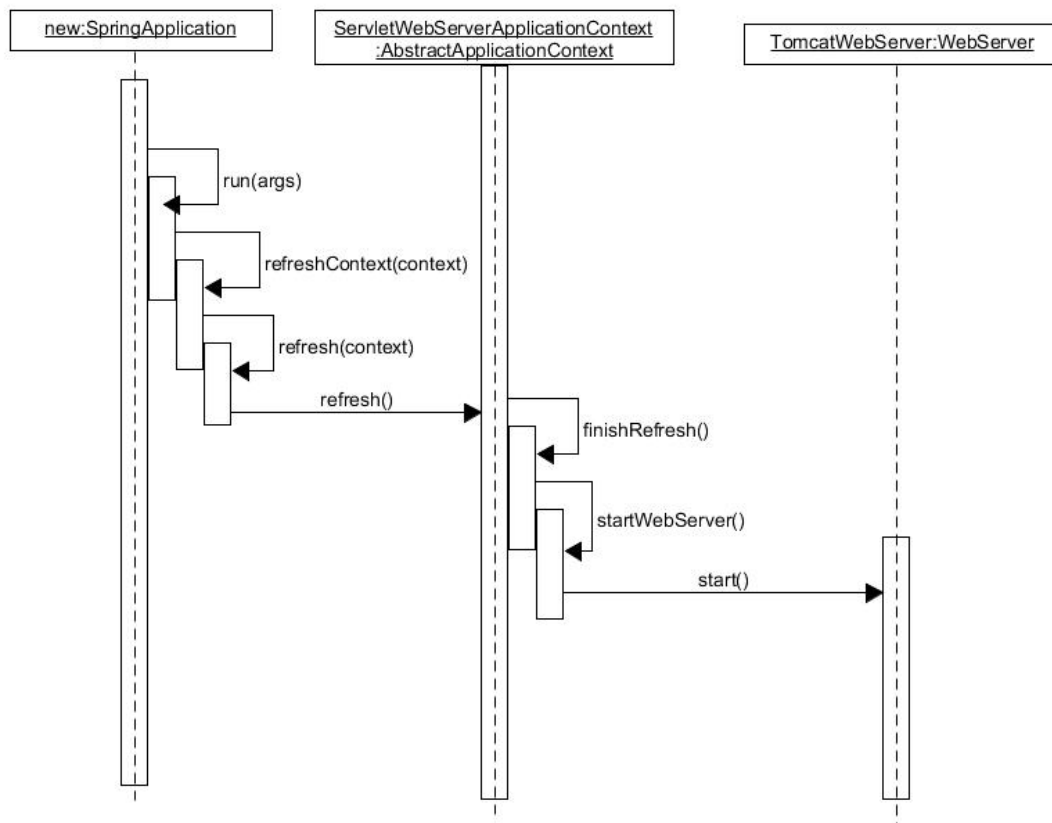 new:SpringApplication
ServletWebServerApplicationContext
:AbstractApplicationContext
TomcatWebServer:WebServer
run(args)
refreshContext(context)
refresh(context)
refresh()
finishRefresh()
startWebServer()
start()